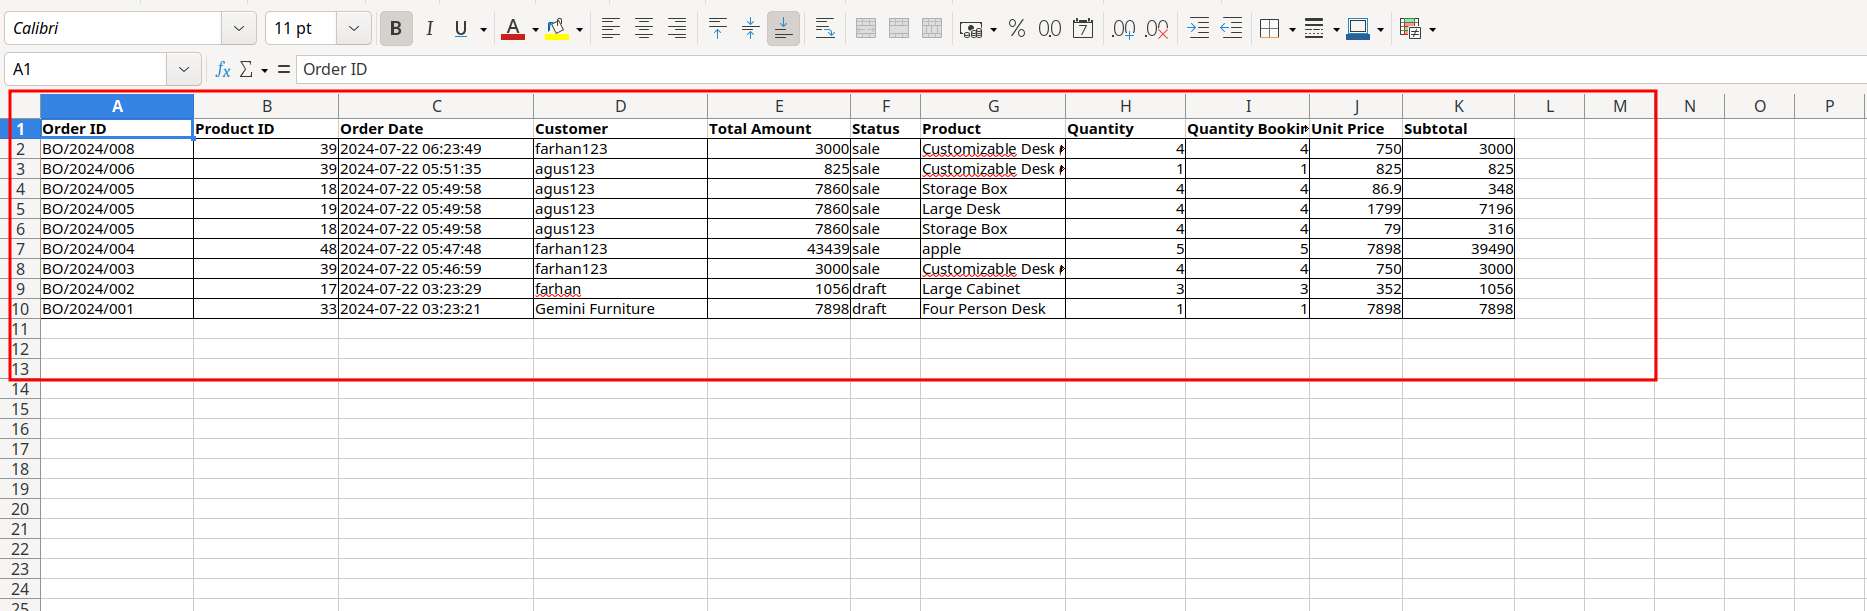 Calibri 11 pt B I U A % 0.0 7 .00 .00
A1 fx Σ = Order ID
A B C D E F G H I J K L M N O P
1 Order ID Product ID Order Date Customer Total Amount Status Product Quantity Quantity Bookin Unit Price Subtotal
2 BO/2024/008 39 2024-07-22 06:23:49 farhan123 3000 sale Customizable Desk 4 4 750 3000
3 BO/2024/006 39 2024-07-22 05:51:35 agus123 825 sale Customizable Desk 1 1 825 825
4 BO/2024/005 18 2024-07-22 05:49:58 agus123 7860 sale Storage Box 4 4 86.9 348
5 BO/2024/005 19 2024-07-22 05:49:58 agus123 7860 sale Large Desk 4 4 1799 7196
6 BO/2024/005 18 2024-07-22 05:49:58 agus123 7860 sale Storage Box 4 4 79 316
7 BO/2024/004 48 2024-07-22 05:47:48 farhan123 43439 sale apple 5 5 7898 39490
8 BO/2024/003 39 2024-07-22 05:46:59 farhan123 3000 sale Customizable Desk 4 4 750 3000
9 BO/2024/002 17 2024-07-22 03:23:29 farhan 1056 draft Large Cabinet 3 3 352 1056
10 BO/2024/001 33 2024-07-22 03:23:21 Gemini Furniture 7898 draft Four Person Desk 1 1 7898 7898
11
12
13
14
15
16
17
18
19
20
21
22
23
24
25